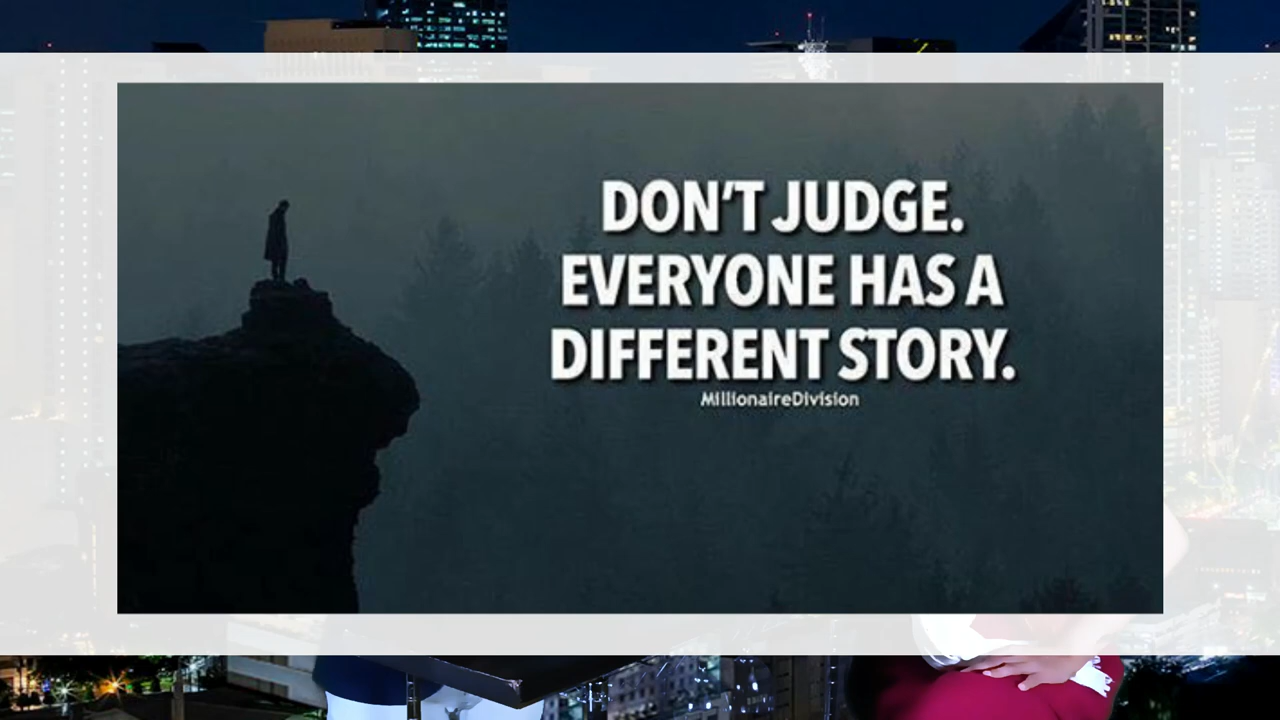 DON'T JUDGE.
EVERYONE HAS A
DIFFERENT STORY.
MillionaireDivision